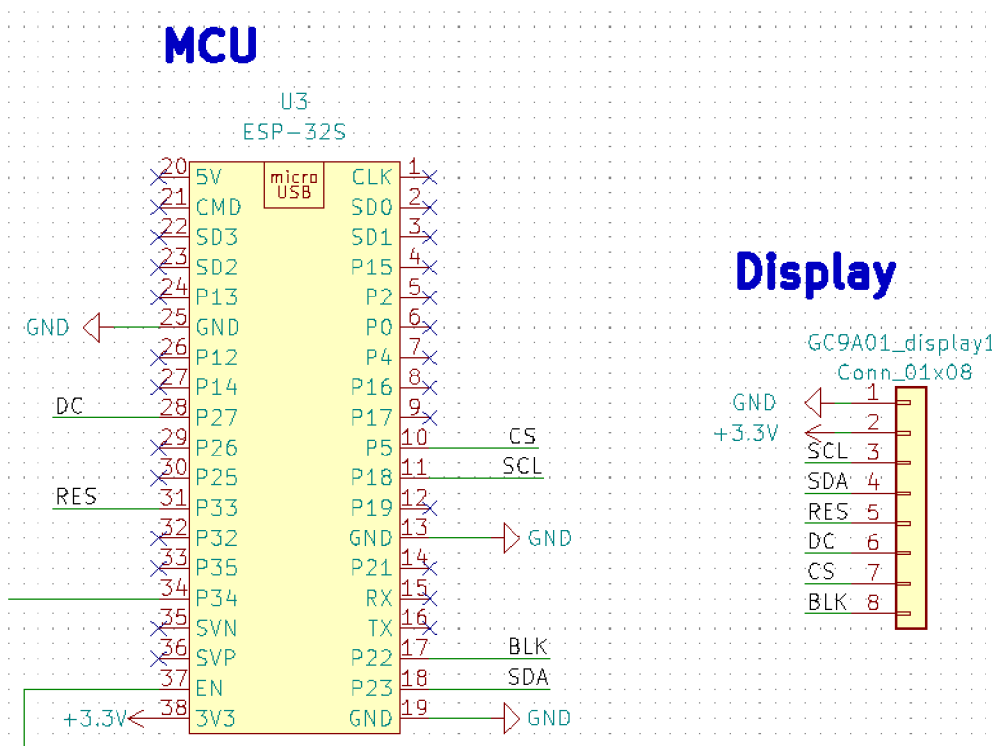 MCU
U3
ESP-32S
micro
USB
20 5V CLK 1
21 CMD SD0 2
22 SD3 SD1 3
23 SD2 P15 4
24 P13 P2 5
GND 25 GND P0 6
26 P12 P4 7
27 P14 P16 8
DC 28 P27 P17 9
29 P26 P5 10 CS
30 P25 P18 11 SCL
RES 31 P33 P19 12
32 P32 GND 13 GND
33 P35 P21 14
34 P34 RX 15
35 SVN TX 16
36 SVP P22 17 BLK
37 EN P23 18 SDA
+3.3V 38 3V3 GND 19 GND
Display
GC9A01_display1
Conn_01x08
GND 1
+3.3V 2
SCL 3
SDA 4
RES 5
DC 6
CS 7
BLK 8